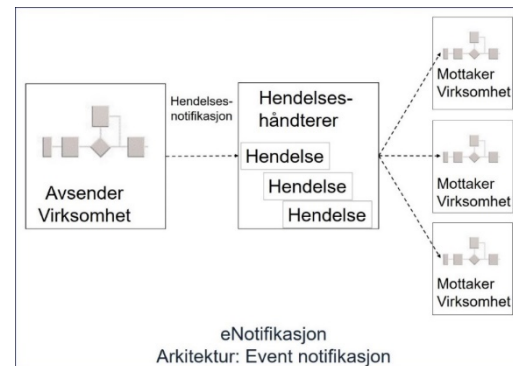 Avsender
Virksomhet
Hendelses-
notifikasjon
Hendelses-
håndterer
Hendelse
Hendelse
Hendelse
Mottaker
Virksomhet
Mottaker
Virksomhet
Mottaker
Virksomhet
eNotifikasjon
Arkitektur: Event notifikasjon